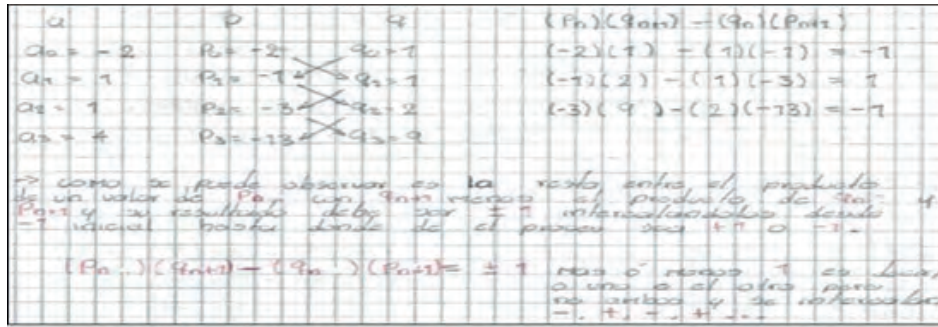 a p q (Pn)(qn+1) - (qn)(Pn+1)
a0 = -2 P0 = -2 q0 = 1 (-2)(1) - (1)(-1) = -1
a1 = 1 P1 = -1 q1 = 1 (-1)(2) - (1)(-3) = 1
a2 = 1 P2 = -3 q2 = 2 (-3)(9) - (2)(-13) = -1
a3 = 4 P3 = -13 q3 = 9
→ como se puede observar es la resta entre el producto
de un valor de Pn, con qn+1 menos el producto de qn y
Pn+1 y su resultado debe ser ± 1 intercalandolos desde
-1 inicial hasta donde de el proceso sea +1 o -1.
(Pn )(qn+1) - (qn )(Pn+1) = ± 1 mas o menos 1 es decir
o uno o el otro pero
no ambos y se intercalan
-, +, -, + ...